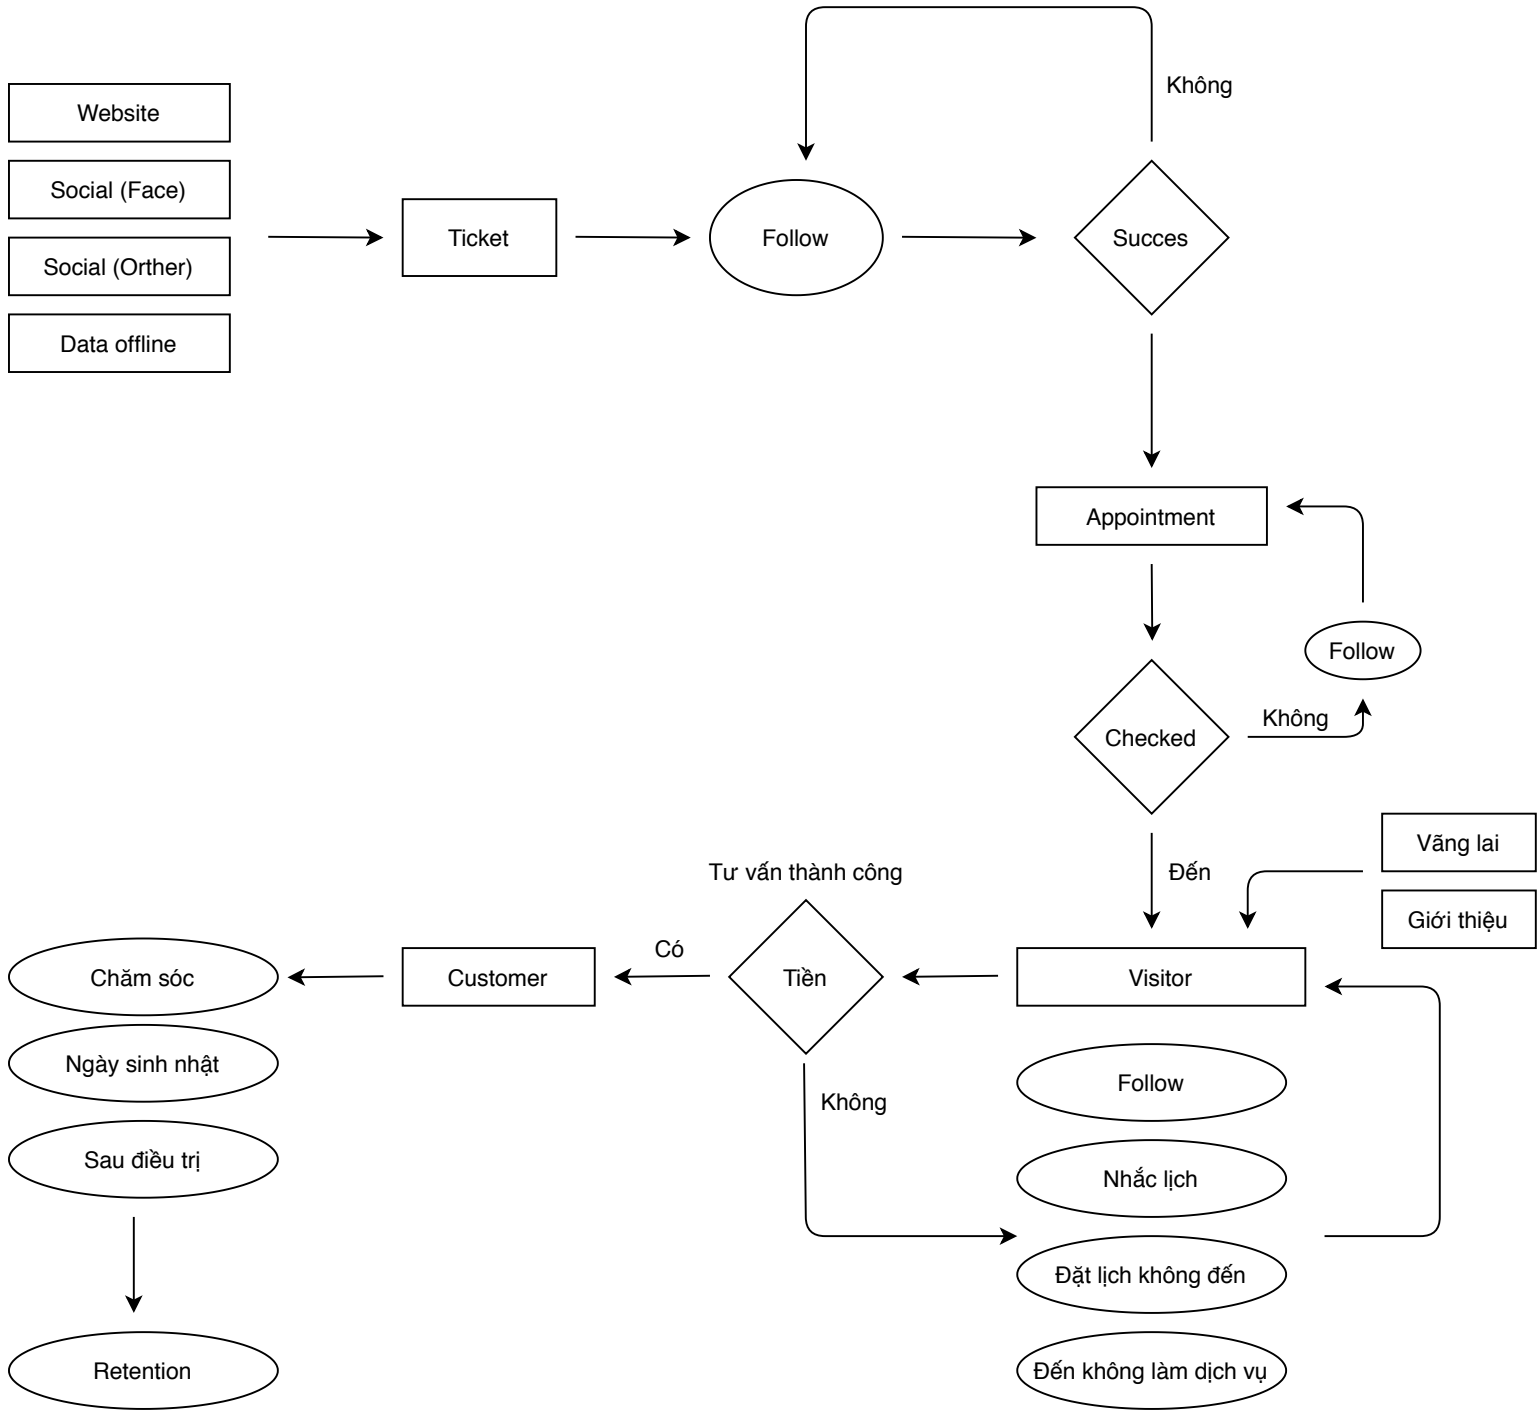 Không
Website
Social (Face)
Social (Orther)
Data offline
Ticket
Follow
Succes
Appointment
Follow
Không
Checked
Vãng lai
Giới thiệu
Đến
Tư vấn thành công
Có
Chăm sóc
Customer
Tiền
Visitor
Ngày sinh nhật
Follow
Không
Sau điều trị
Nhắc lịch
Đặt lịch không đến
Retention
Đến không làm dịch vụ